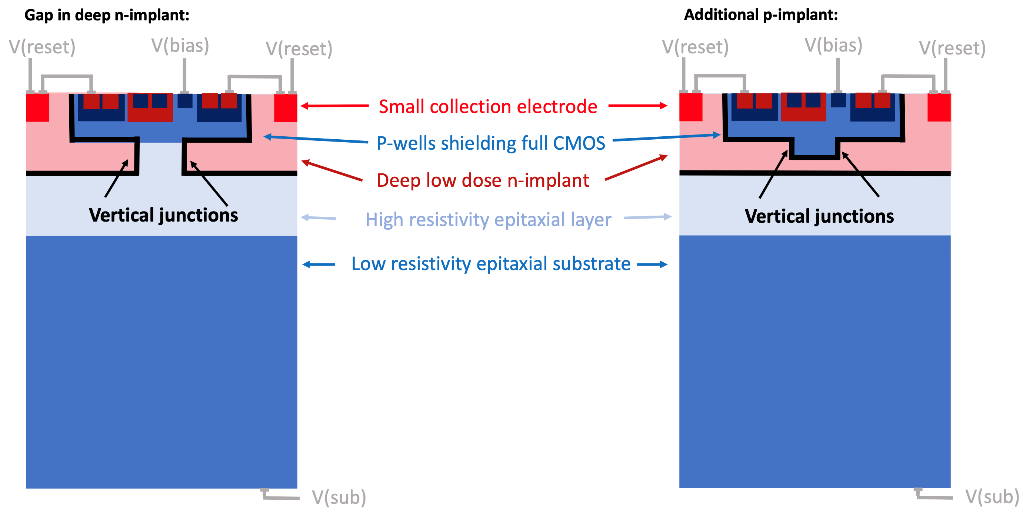 Gap in deep n-implant:
Additional p-implant:
V(reset)
V(bias)
V(reset)
V(reset)
V(bias)
V(reset)
Small collection electrode
P-wells shielding full CMOS
Deep low dose n-implant
Vertical junctions
Vertical junctions
High resistivity epitaxial layer
Low resistivity epitaxial substrate
V(sub)
V(sub)